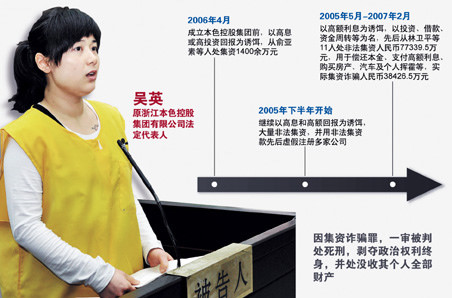 2006年4月
成立本色控股集团前，以高息
或高投资回报为诱饵，从俞亚
素等人处集资1400余万元
2005年5月-2007年2月
以高额利息为诱饵，以投资、借款、
资金周转等为名，先后从林卫平等
11人处非法集资人民币77339.5万
元，用于偿还本金、支付高额利息、
购买房产、汽车及个人挥霍等，实
际集资诈骗人民币38426.5万元
吴英
原浙江本色控股
集团有限公司法
定代表人
2005年下半年开始
继续以高息和高额回报为诱饵，
大量非法集资，并用非法集资
款先后虚假注册多家公司
因集资诈骗罪，一审被判
处死刑，剥夺政治权利终
身，并处没收其个人全部
财产
被告人